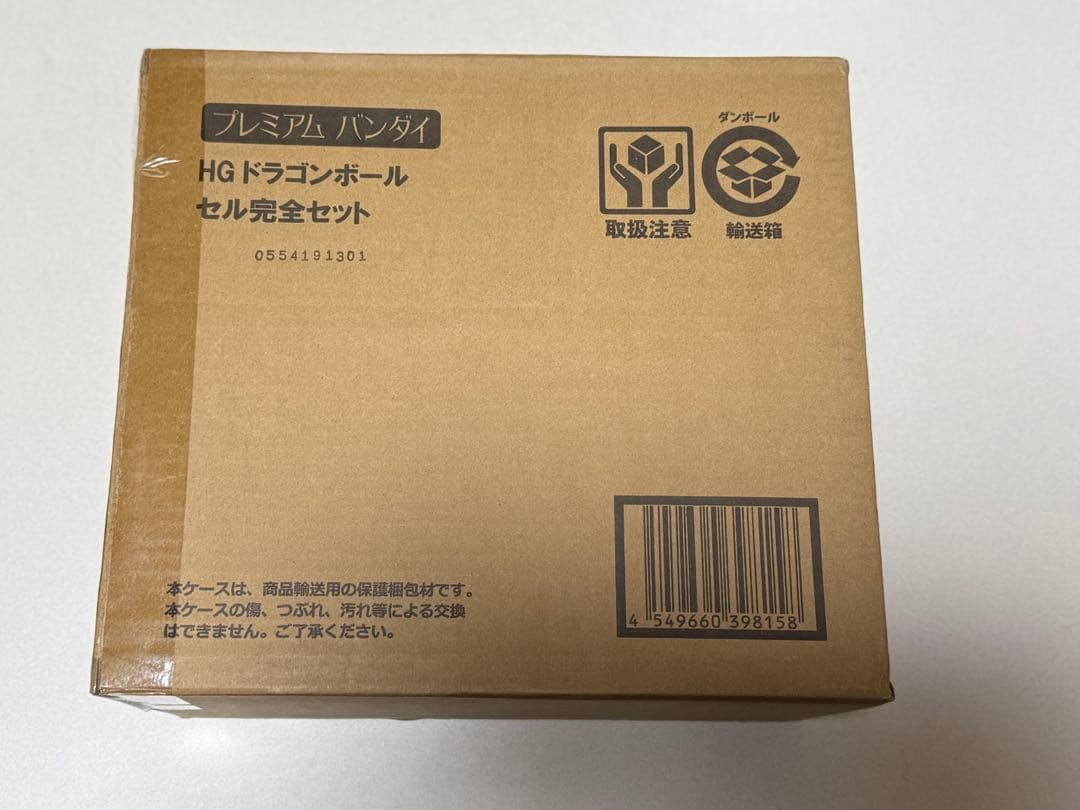 プレミアム バンダイ
HG ドラゴンボール
セル完全セット
0554191301
ダンボール
取扱注意
輸送箱
本ケースは、商品輸送用の保護梱包材です。
本ケースの傷、つぶれ、汚れ等による交換
はできません。ご了承ください。
4 549660 398158